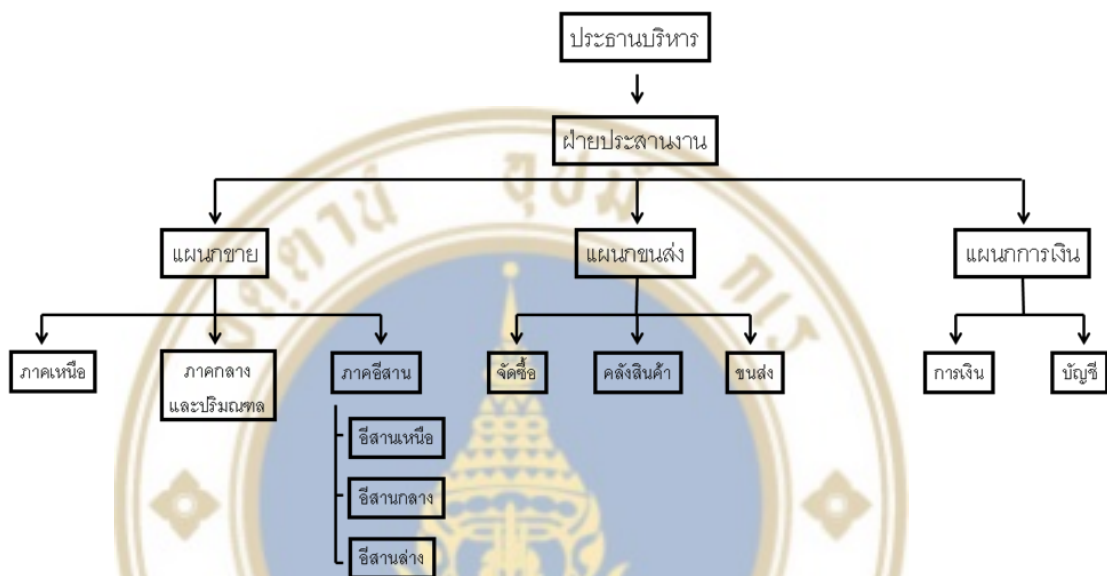 ประธานบริหาร
ฝ่ายประสานงาน
แผนกขาย
แผนกขนส่ง
แผนกการเงิน
ภาคเหนือ
ภาคกลาง
และปริมณฑล
ภาคอีสาน
จัดซื้อ
คลังสินค้า
ขนส่ง
การเงิน
บัญชี
อีสานเหนือ
อีสานกลาง
อีสานล่าง